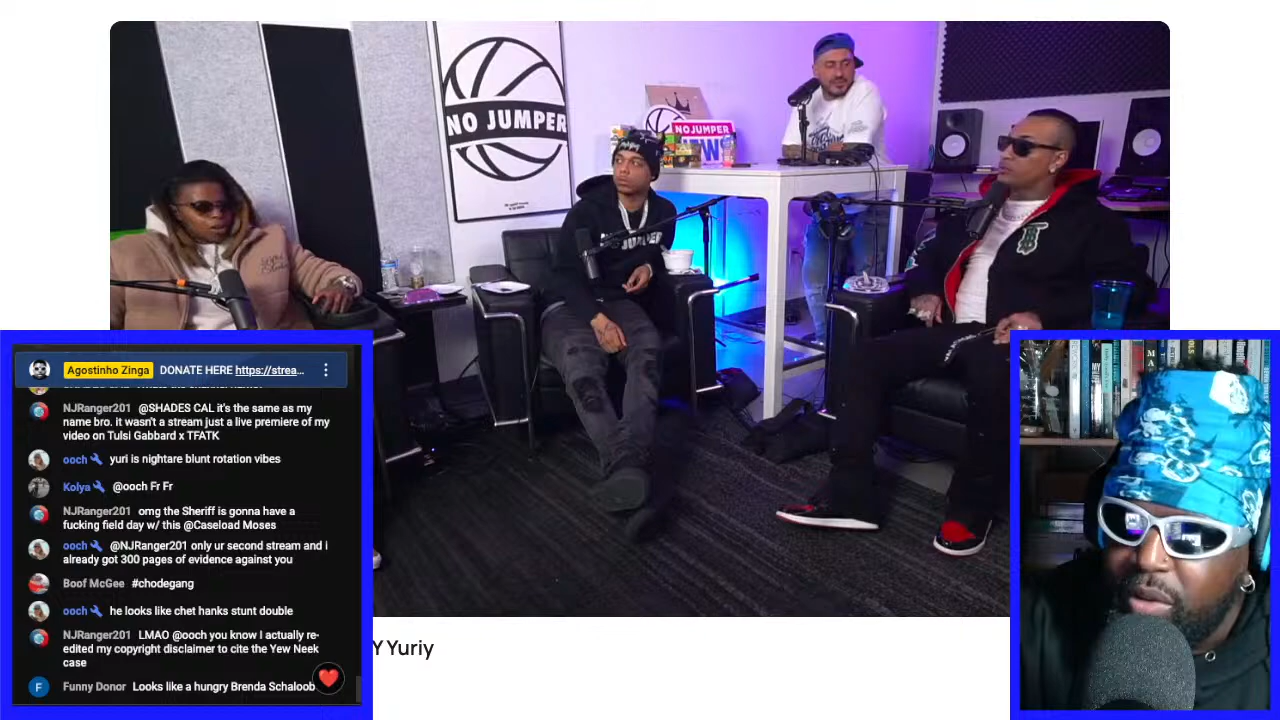 NO JUMPER
NO JUMPER
Agostinho Zinga DONATE HERE https://strea...
NJRanger201 @SHADES CAL it's the same as my
name bro. it wasn't a stream just a live premiere of my
video on Tulsi Gabbard x TFATK
ooch yuri is nightare blunt rotation vibes
Kolya @ooch Fr Fr
NJRanger201 omg the Sheriff is gonna have a
fucking field day w/ this @Caseload Moses
ooch @NJRanger201 only ur second stream and i
already got 300 pages of evidence against you
Boof McGee #chodegang
ooch he looks like chet hanks stunt double
NJRanger201 LMAO @ooch you know I actually re-
edited my copyright disclaimer to cite the Yew Neek
case
F Funny Donor Looks like a hungry Brenda Schaloob
Y Yuriy